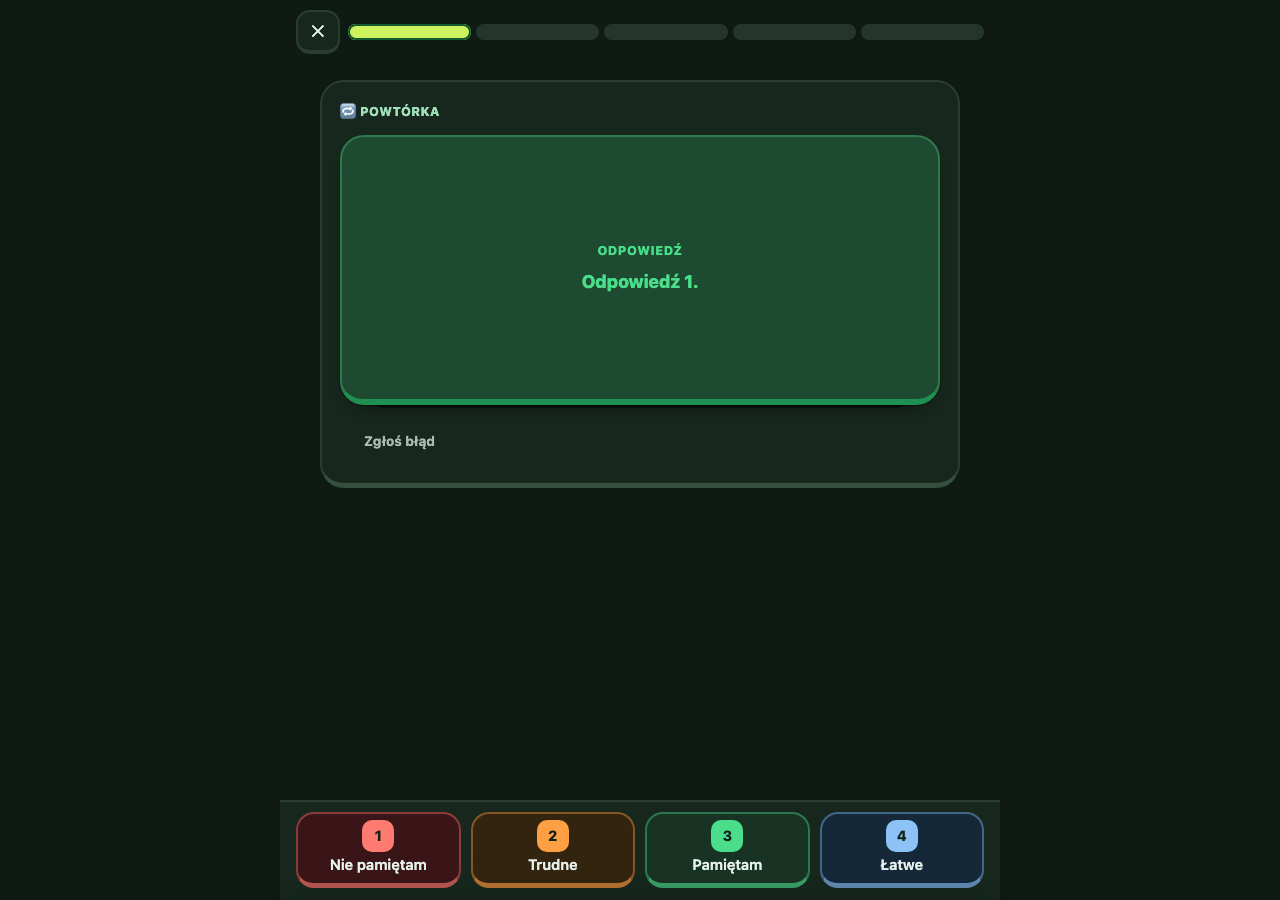 POWTÓRKA
ODPOWIEDŹ
Odpowiedź 1.
Zgłoś błąd
1
Nie pamiętam
2
Trudne
3
Pamiętam
4
Łatwe